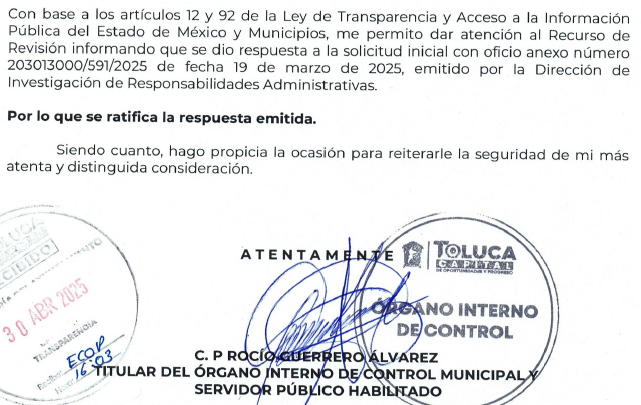 Con base a los artículos 12 y 92 de la Ley de Transparencia y Acceso a la Información
Pública del Estado de México y Municipios, me permito dar atención al Recurso de
Revisión informando que se dio respuesta a la solicitud inicial con oficio anexo número
203013000/591/2025 de fecha 19 de marzo de 2025, emitido por la Dirección de
Investigación de Responsabilidades Administrativas.
Por lo que se ratifica la respuesta emitida.
Siendo cuanto, hago propicia la ocasión para reiterarle la seguridad de mi más
atenta y distinguida consideración.
ATENTAMENTE
TOLUCA
CAPITAL
DE OPORTUNIDADES Y PROGRESO
ÓRGANO INTERNO
DE CONTROL
TOLUCA
30 ABR 2025
TRANSPARENCIA
16:03
C. P ROCÍO GUERRERO ÁLVAREZ
TITULAR DEL ÓRGANO INTERNO DE CONTROL MUNICIPAL Y
SERVIDOR PÚBLICO HABILITADO